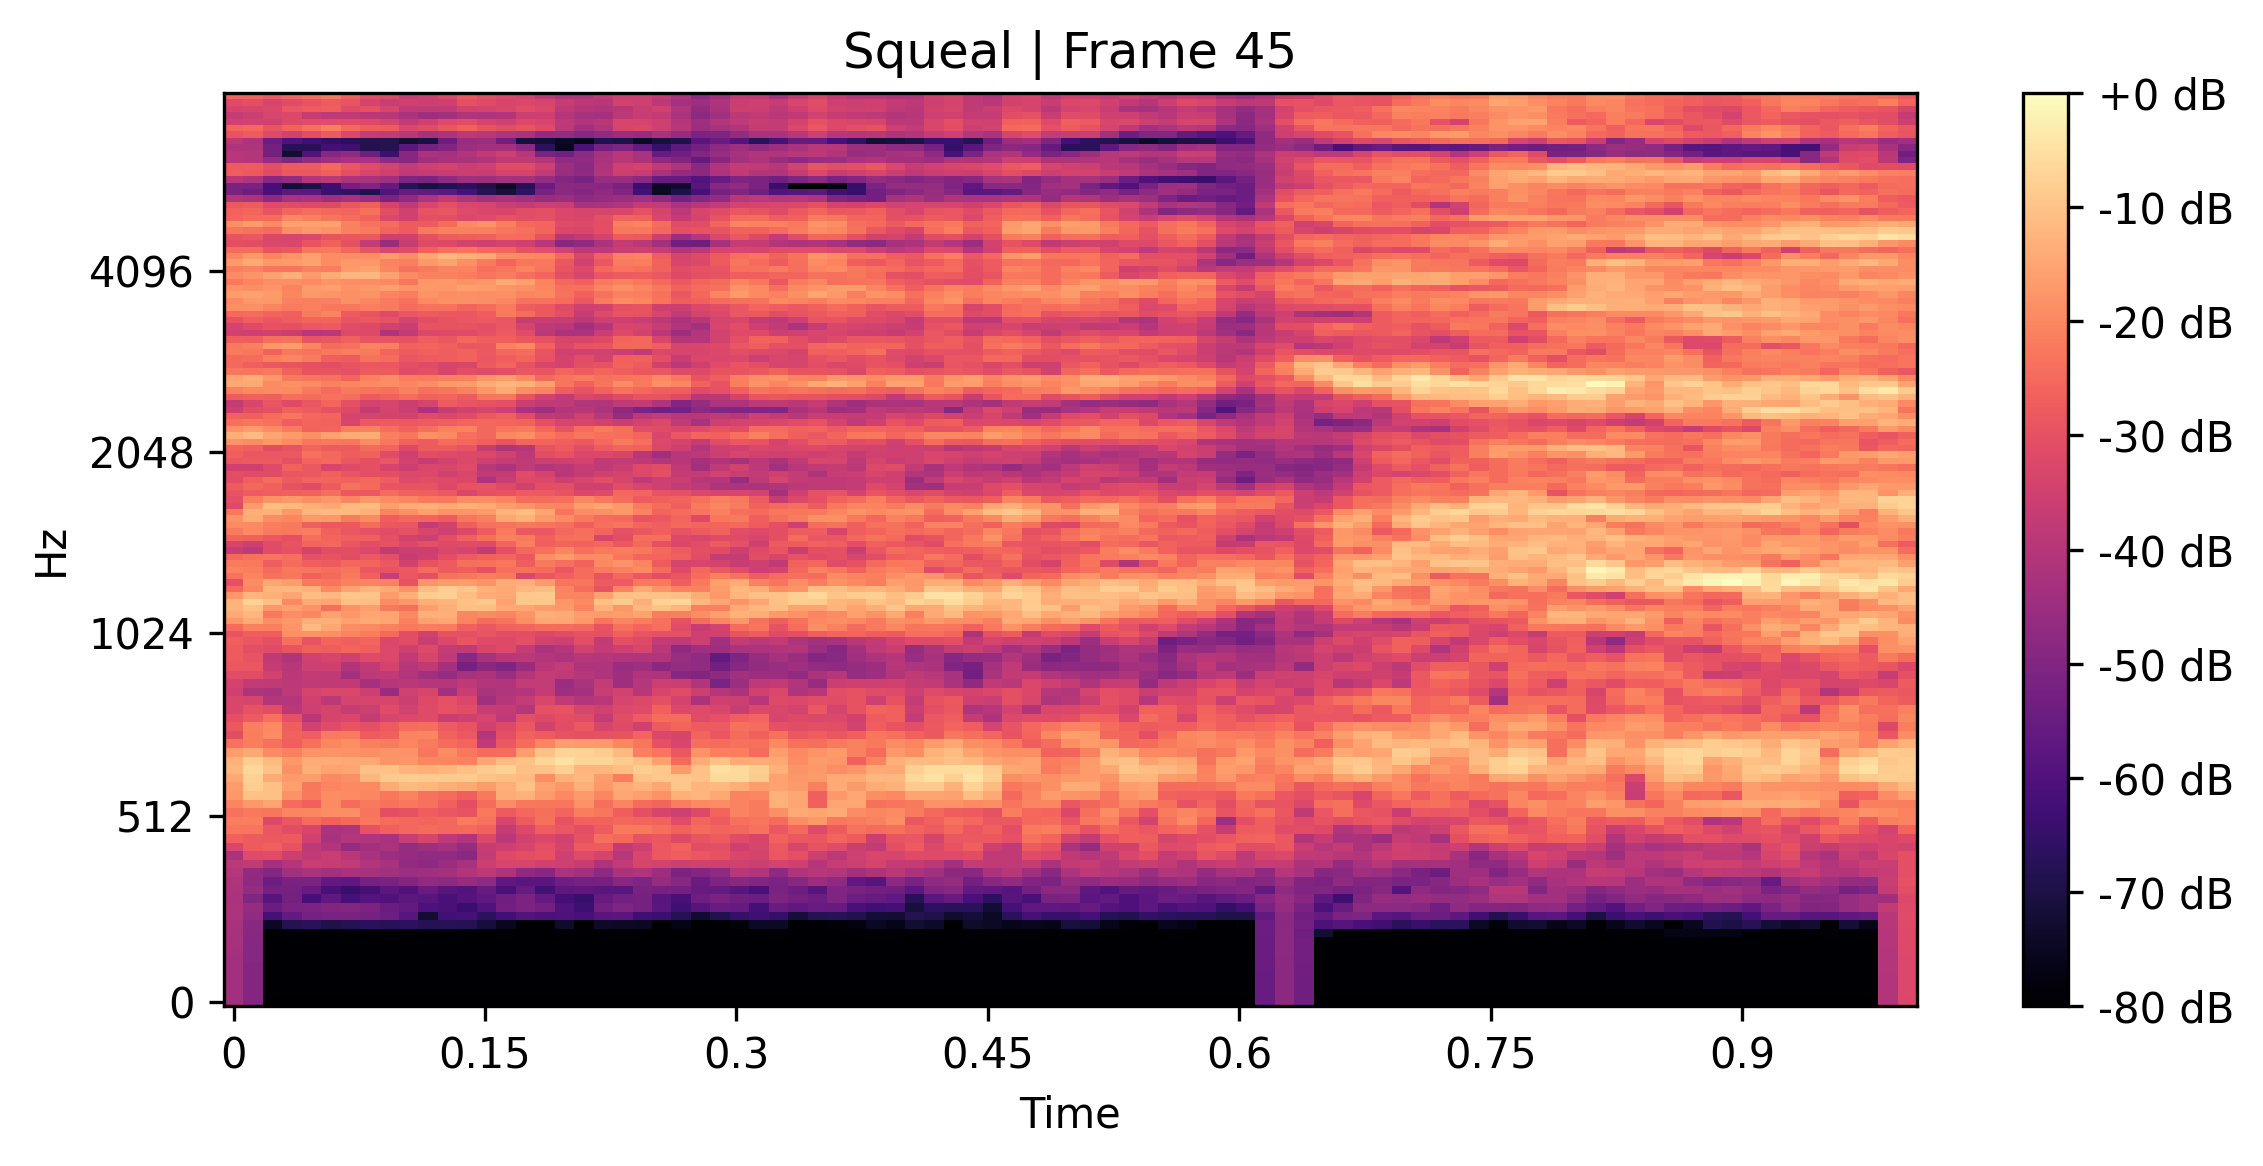 Squeal | Frame 45
+0 dB
-10 dB
-20 dB
-30 dB
-40 dB
-50 dB
-60 dB
-70 dB
-80 dB
Hz
4096
2048
1024
512
0
0 0.15 0.3 0.45 0.6 0.75 0.9
Time